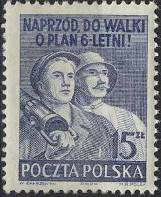 NAPRZÓD, DO WALKI
O PLAN 6-LETNI!
15 ZŁ
POCZTA POLSKA